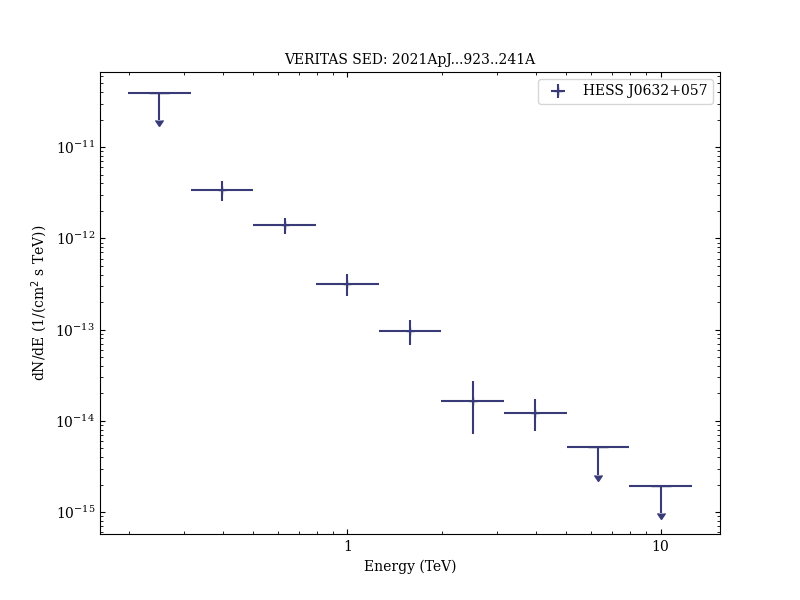 VERITAS SED: 2021ApJ...923..241A
HESS J0632+057
10⁻¹¹
10⁻¹²
10⁻¹³
10⁻¹⁴
10⁻¹⁵
dN/dE (1/(cm² s TeV))
1
10
Energy (TeV)